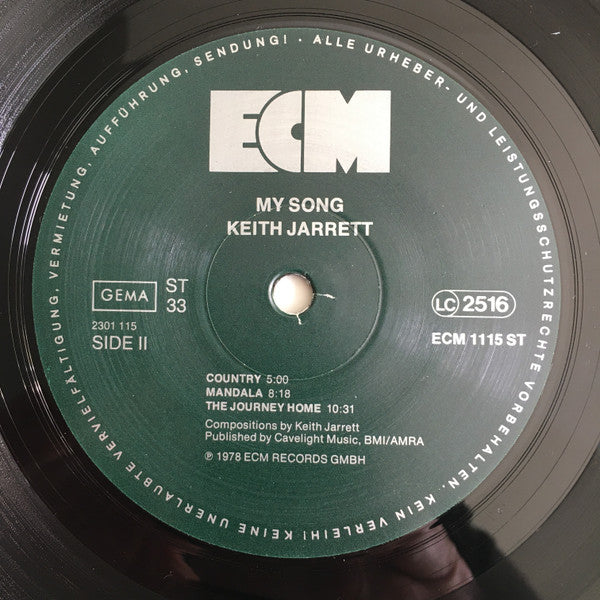 KEINE UNERLAUBTE VERVIELFÄLTIGUNG, VERMIETUNG, AUFFÜHRUNG, SENDUNG! · ALLE URHEBER- UND LEISTUNGSSCHUTZRECHTE VORBEHALTEN. KEIN VERLEIH!
ECM
MY SONG
KEITH JARRETT
GEMA
ST
33
2301 115
SIDE II
LC 2516
ECM 1115 ST
COUNTRY 5:00
MANDALA 8:18
THE JOURNEY HOME 10:31
Compositions by Keith Jarrett
Published by Cavelight Music, BMI/AMRA
℗ 1978 ECM RECORDS GMBH